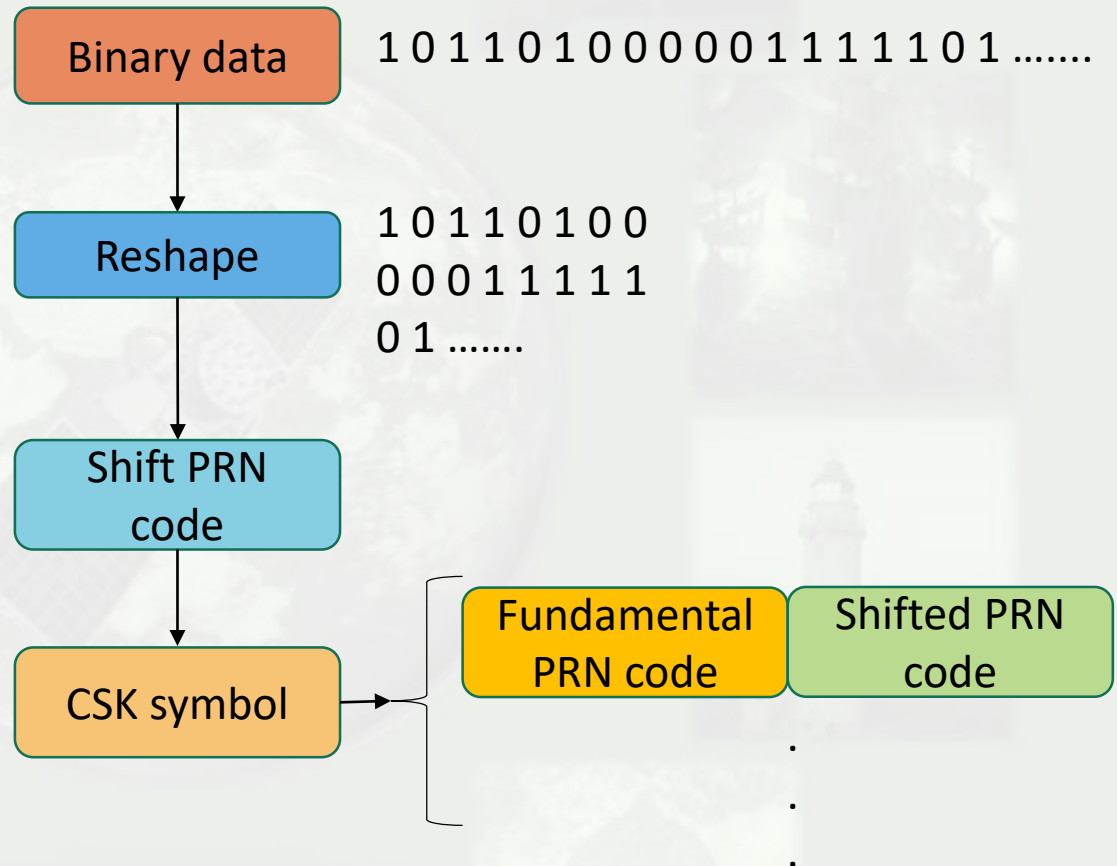 Binary data
1 0 1 1 0 1 0 0 0 0 0 1 1 1 1 1 0 1 …....
Reshape
1 0 1 1 0 1 0 0
0 0 0 1 1 1 1 1
0 1 …....
Shift PRN
code
CSK symbol
Fundamental
PRN code
Shifted PRN
code
.
.
.